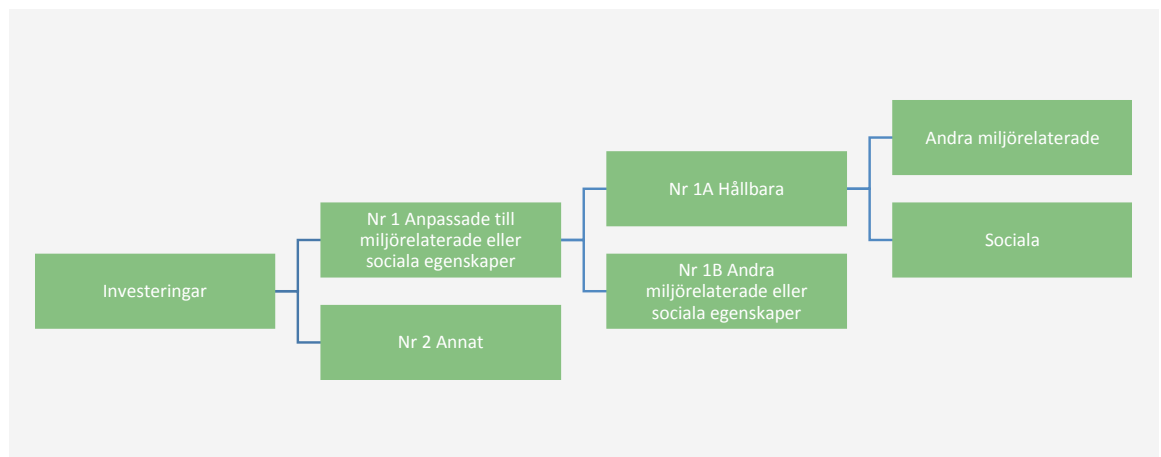 Investeringar
Nr 1 Anpassade till
miljörelaterade eller
sociala egenskaper
Nr 2 Annat
Nr 1A Hållbara
Nr 1B Andra
miljörelaterade eller
sociala egenskaper
Andra miljörelaterade
Sociala